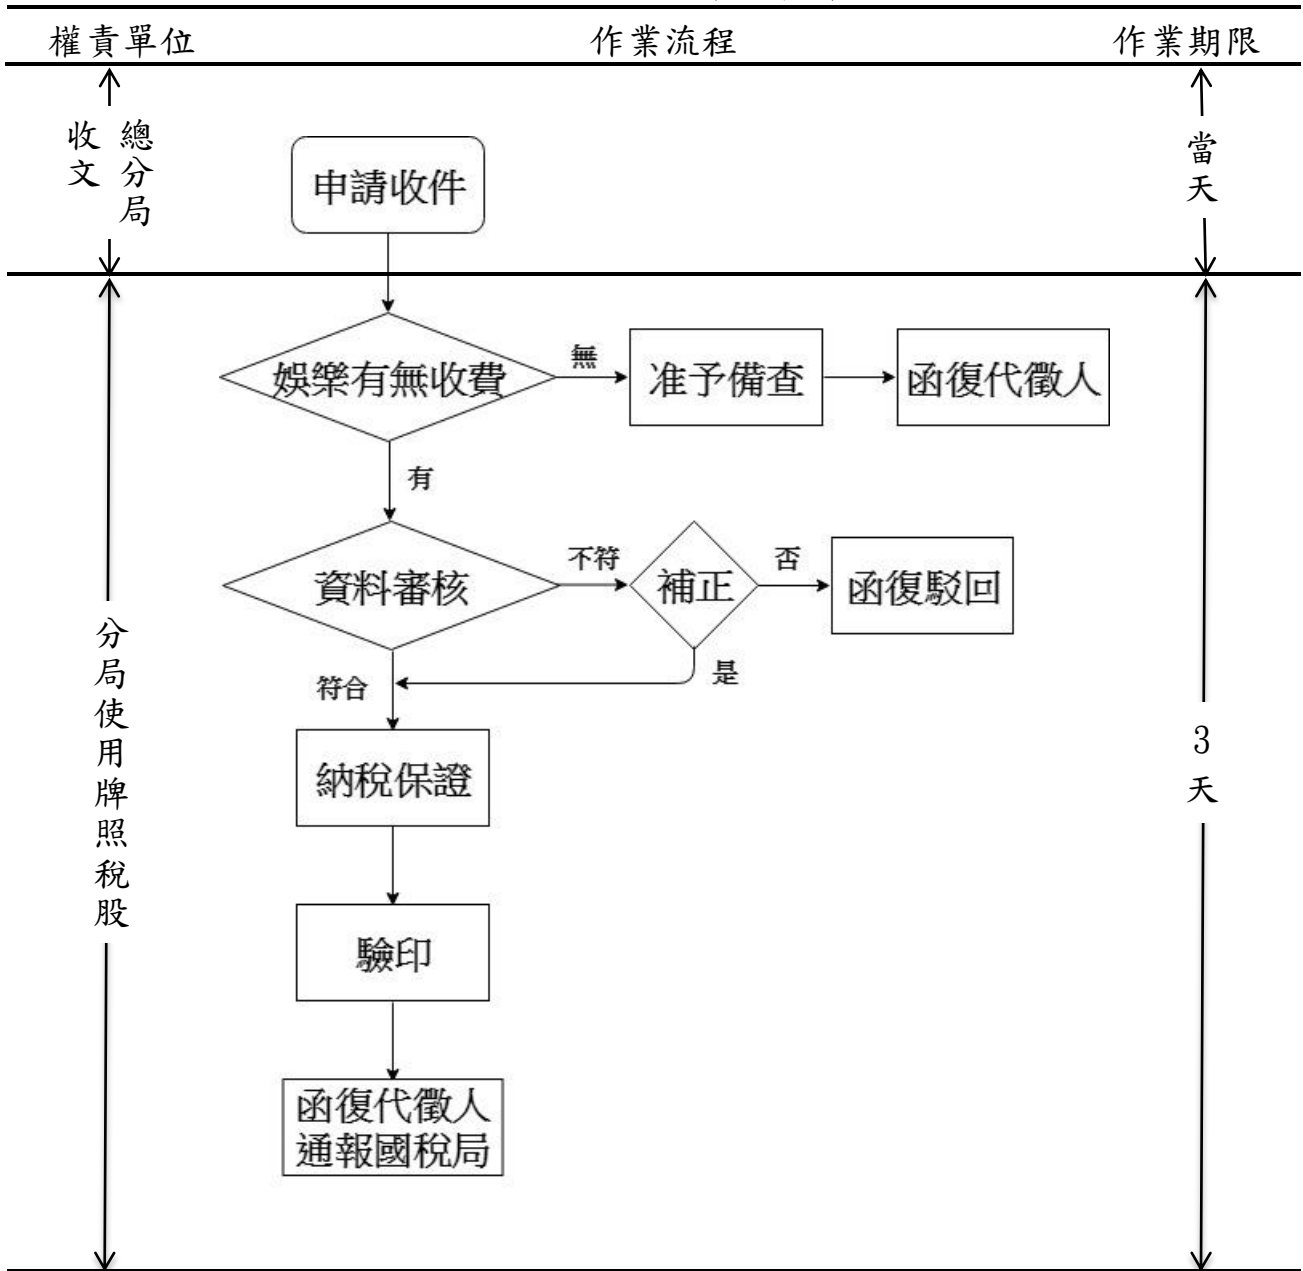 權責單位
作業流程
作業期限
總分局
收文
當天
申請收件
娛樂有無收費
無
准予備查
函復代徵人
有
資料審核
不符
補正
否
函復駁回
符合
是
納稅保證
驗印
函復代徵人
通報國稅局
分局使用牌照稅股
3
天